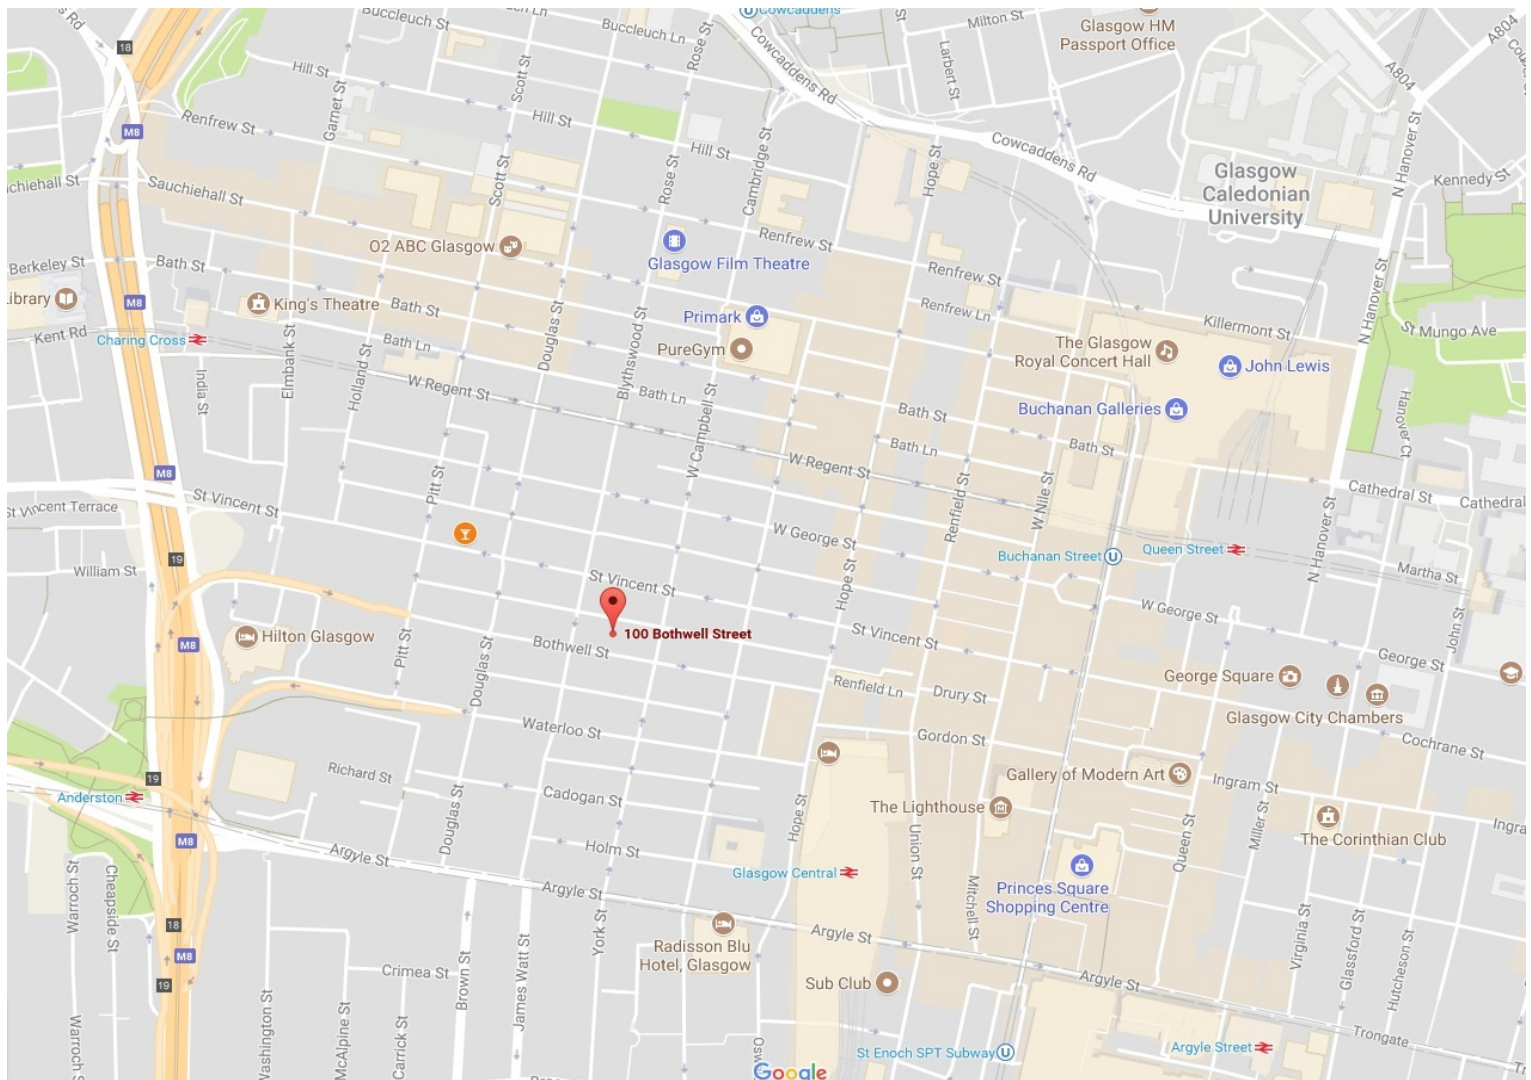 Cowcaddens
Glasgow HM
Passport Office
Milton St
A804
Buccleuch St
Buccleuch Ln
Rose St
Cowcaddens Rd
Larbert St
A804
18
Hill St
Scott St
Garnet St
Hill St
Hill St
M8
Renfrew St
Cowcaddens Rd
Hope St
Cambridge St
Rose St
Scott St
N Hanover St
Kennedy St
Glasgow
Caledonian
University
Sauchiehall St
O2 ABC Glasgow
Glasgow Film Theatre
Renfrew St
Renfrew St
Berkeley St
Bath St
M8
King's Theatre
Bath St
Renfrew Ln
Killermont St
N Hanover St
St Mungo Ave
Kent Rd
Charing Cross
Elmbank St
Holland St
Bath Ln
Douglas St
Blythswood St
Primark
PureGym
The Glasgow
Royal Concert Hall
John Lewis
India St
W Regent St
Bath Ln
W Campbell St
Bath St
Buchanan Galleries
Hanover Ct
Bath Ln
Bath St
M8
Pitt St
W Regent St
Renfield St
W Nile St
Cathedral St
Cathedral
St Vincent Terrace
St Vincent St
W George St
Buchanan Street
Queen Street
N Hanover St
Martha St
19
William St
St Vincent St
Hope St
W George St
John St
100 Bothwell Street
Hilton Glasgow
M8
Pitt St
Douglas St
Bothwell St
St Vincent St
George St
Renfield Ln
Drury St
George Square
Glasgow City Chambers
Waterloo St
Gordon St
Cochrane St
Richard St
19
Anderston
Cadogan St
Gallery of Modern Art
Ingram St
The Lighthouse
M8
Douglas St
Hope St
Union St
Queen St
Miller St
The Corinthian Club
Argyle St
Holm St
Glasgow Central
Warroch St
Cheapside St
Argyle St
Princes Square
Shopping Centre
Mitchell St
18
York St
Radisson Blu
Hotel, Glasgow
Argyle St
Virginia St
Glassford St
Hutcheson St
M8
Crimea St
Brown St
James Watt St
Sub Club
Argyle St
19
Washington St
McAlpine St
Carrick St
Trongate
St Enoch SPT Subway
Argyle Street
Google